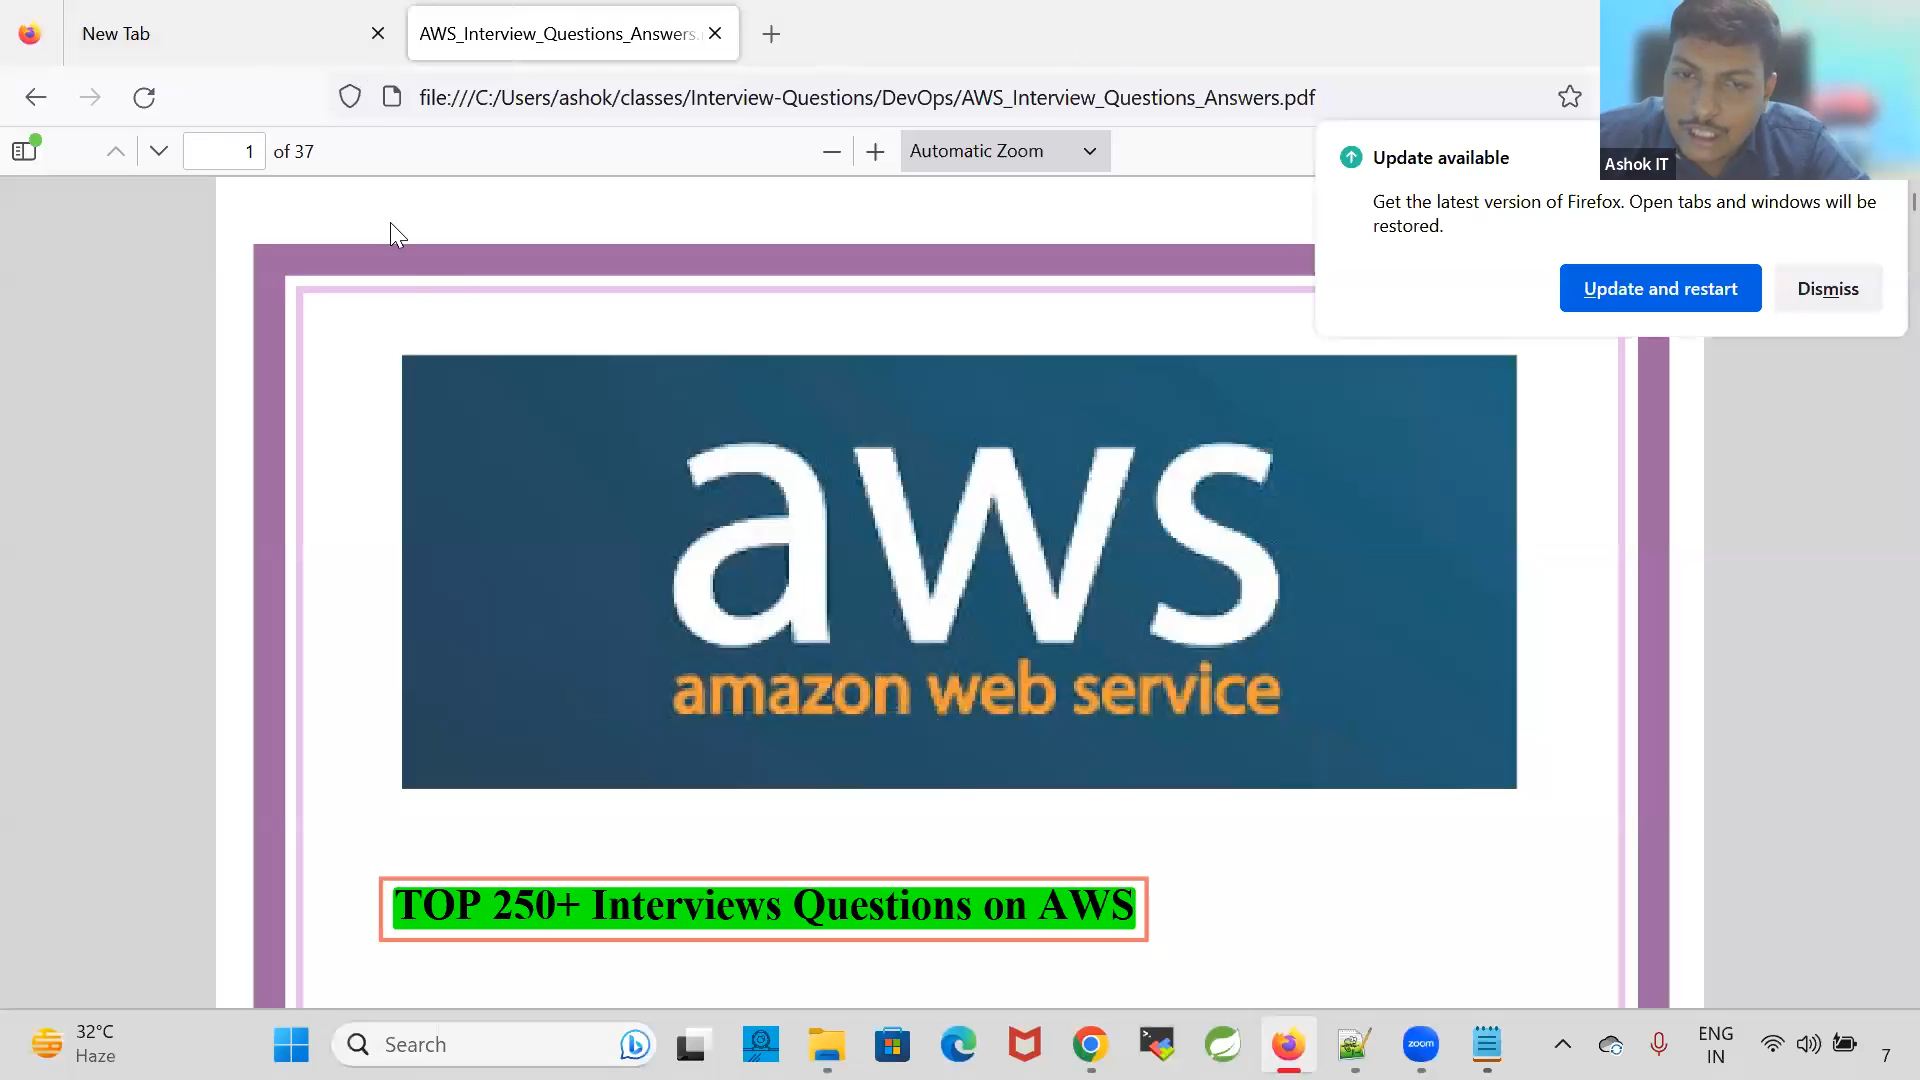 New Tab
AWS_Interview_Questions_Answers.
file:///C:/Users/ashok/classes/Interview-Questions/DevOps/AWS_Interview_Questions_Answers.pdf
1 of 37
Automatic Zoom
Ashok IT
Update available
Get the latest version of Firefox. Open tabs and windows will be
restored.
Update and restart
Dismiss
aws
amazon web service
TOP 250+ Interviews Questions on AWS
32°C
Haze
Search
zoom
ENG
IN
7